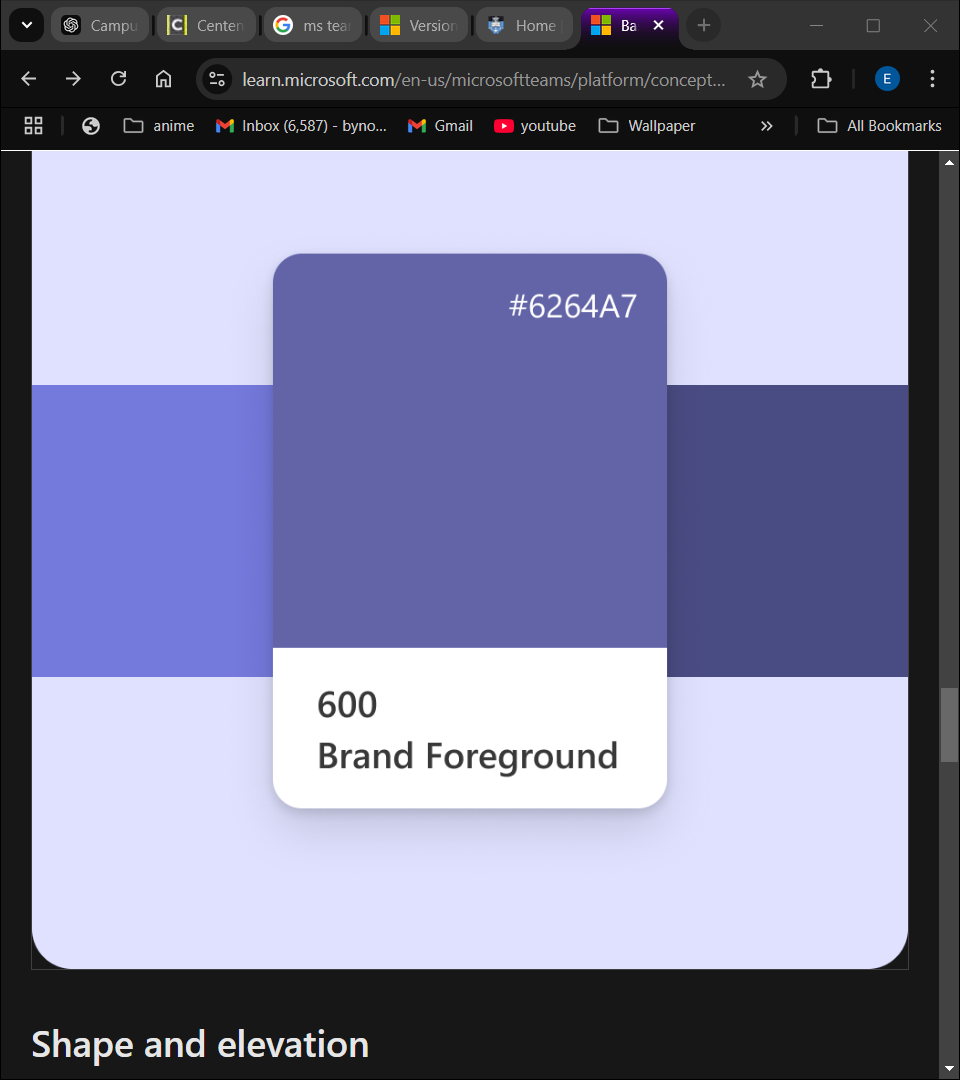 Campu
Center
ms tea
Version
Home
Ba
learn.microsoft.com/en-us/microsoftteams/platform/concept...
E
anime
Inbox (6,587) - byno...
Gmail
youtube
Wallpaper
All Bookmarks
#6264A7
600
Brand Foreground
Shape and elevation